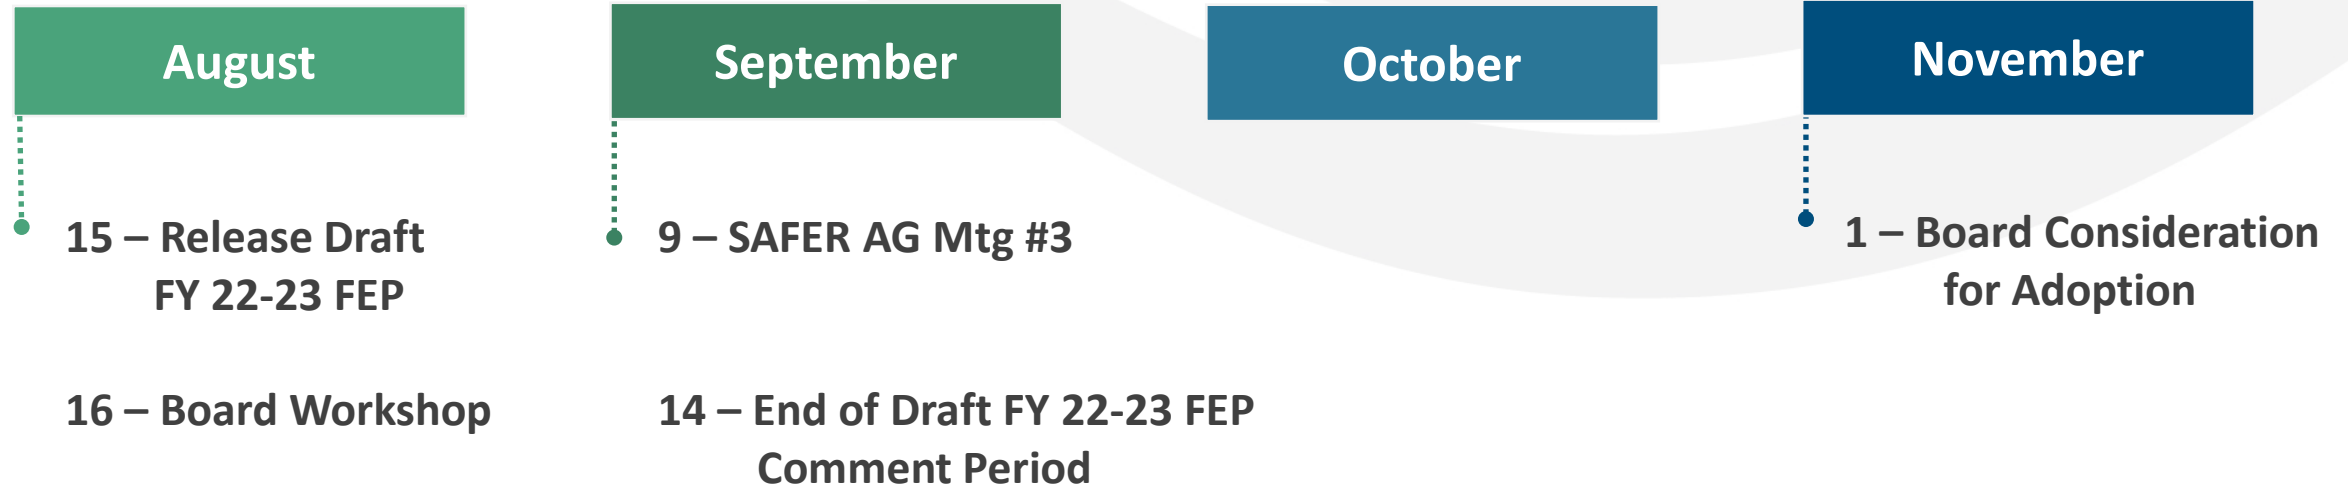 August
15 – Release Draft
FY 22-23 FEP
16 – Board Workshop
September
9 – SAFER AG Mtg #3
14 – End of Draft FY 22-23 FEP
Comment Period
October
November
1 – Board Consideration
for Adoption